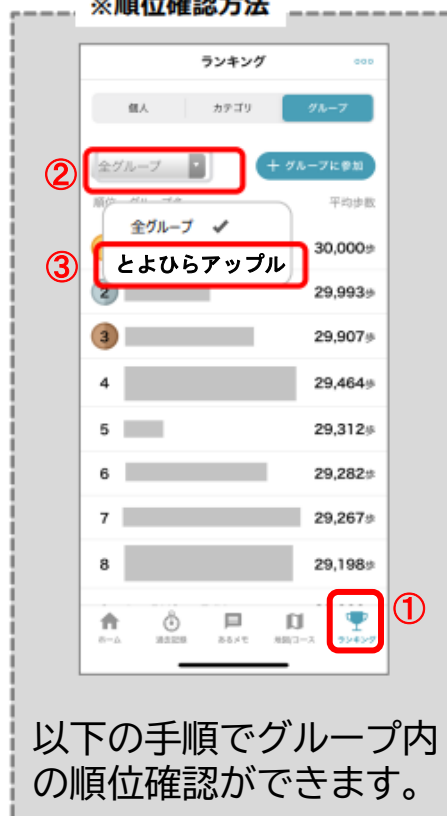 ※順位確認方法
ランキング
個人 カテゴリ グループ
②
全グループ
+ グループに参加
順位 平均歩数
全グループ ✓
③
とよひらアップル
30,000歩
2 29,993歩
3 29,907歩
4 29,464歩
5 29,312歩
6 29,282歩
7 29,267歩
8 29,198歩
①
ホーム 過去記録 あるメモ 地図/コース ランキング
以下の手順でグループ内
の順位確認ができます。